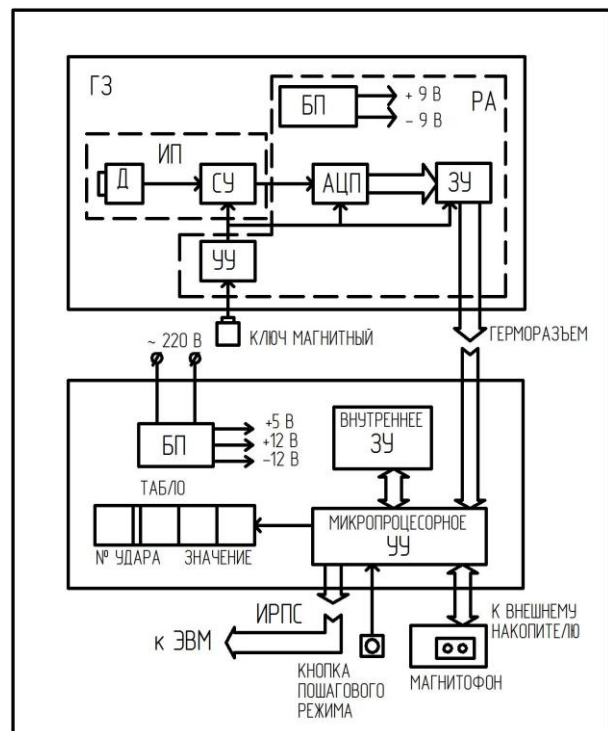 ГЗ
БП
+ 9 В
- 9 В
РА
ИП
Д
СУ
АЦП
ЗУ
УУ
КЛЮЧ МАГНИТНЫЙ
ГЕРМОРАЗЪЕМ
~ 220 В
БП
+5 В
+12 В
-12 В
ВНУТРЕННЕЕ
ЗУ
ТАБЛО
№ УДАРА
ЗНАЧЕНИЕ
МИКРОПРОЦЕСОРНОЕ
УУ
ИРПС
К ЭВМ
КНОПКА
ПОШАГОВОГО
РЕЖИМА
К ВНЕШНЕМУ
НАКОПИТЕЛЮ
МАГНИТОФОН